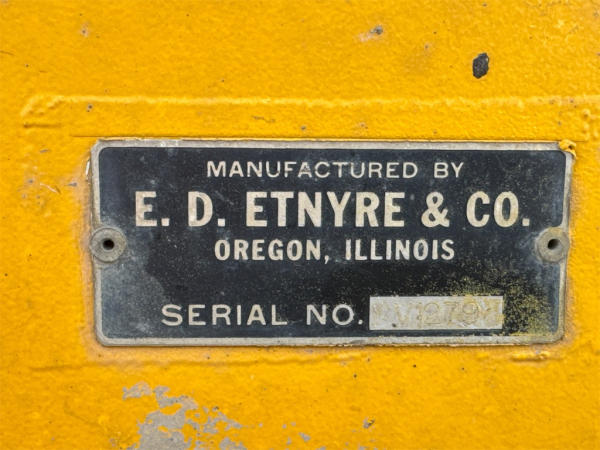 MANUFACTURED BY
E. D. ETNYRE & CO.
OREGON, ILLINOIS
SERIAL NO.